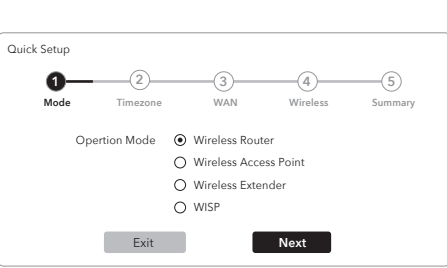 Quick Setup
1 2 3 4 5
Mode Timezone WAN Wireless Summary
Opertion Mode Wireless Router
Wireless Access Point
Wireless Extender
WISP
Exit Next